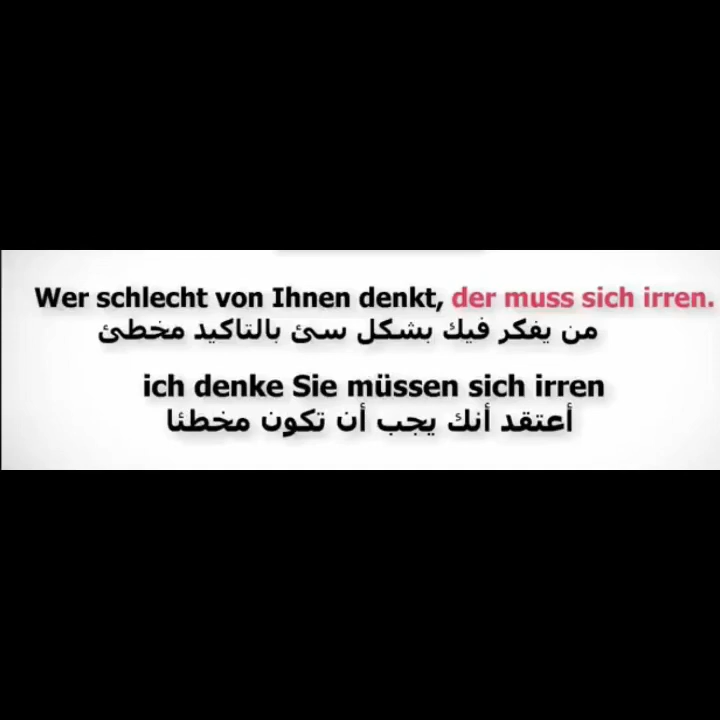 Wer schlecht von Ihnen denkt, der muss sich irren.
من يفكر فيك بشكل سئ بالتاكيد مخطئ
ich denke Sie müssen sich irren
أعتقد أنك يجب أن تكون مخطئا